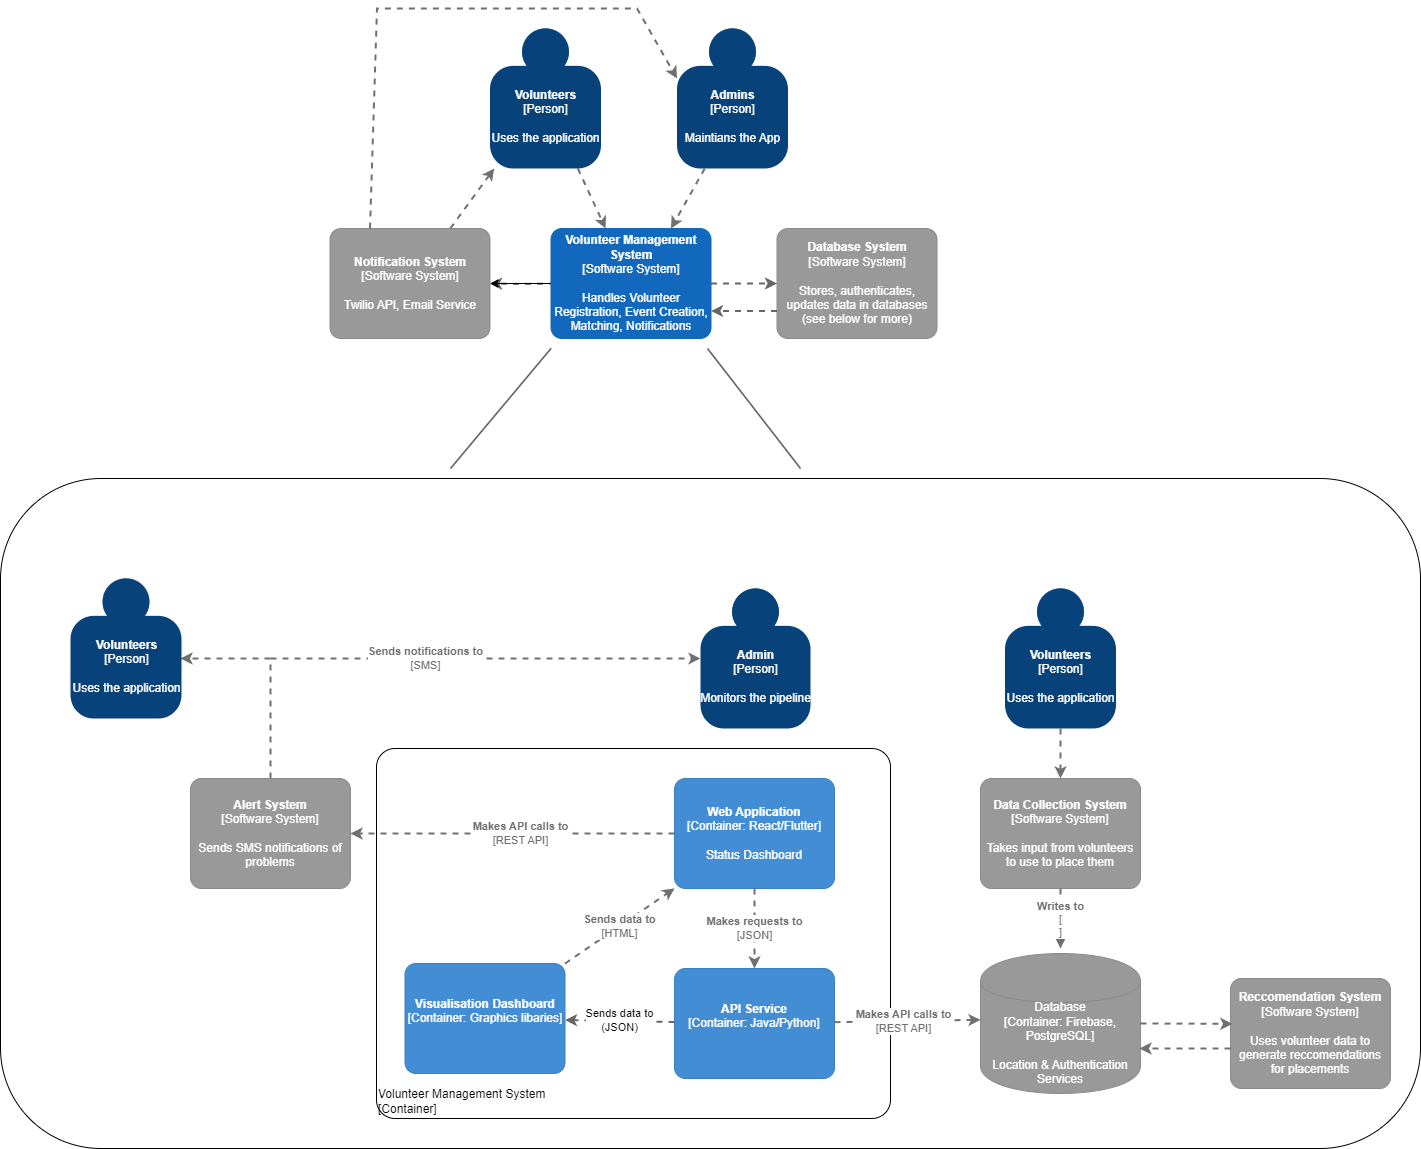 Volunteers
[Person]
Uses the application
Admins
[Person]
Maintians the App
Notification System
[Software System]
Twilio API, Email Service
Volunteer Management
System
[Software System]
Handles Volunteer
Registration, Event Creation,
Matching, Notifications
Database System
[Software System]
Stores, authenticates,
updates data in databases
(see below for more)
Volunteers
[Person]
Uses the application
Sends notifications to
[SMS]
Admin
[Person]
Monitors the pipeline
Volunteers
[Person]
Uses the application
Alert System
[Software System]
Sends SMS notifications of
problems
Makes API calls to
[REST API]
Web Application
[Container: React/Flutter]
Status Dashboard
Data Collection System
[Software System]
Takes input from volunteers
to use to place them
Sends data to
[HTML]
Makes requests to
[JSON]
Writes to
[
]
Visualisation Dashboard
[Container: Graphics libaries]
Sends data to
(JSON)
API Service
[Container: Java/Python]
Makes API calls to
[REST API]
Database
[Container: Firebase,
PostgreSQL]
Location & Authentication
Services
Reccomendation System
[Software System]
Uses volunteer data to
generate reccomendations
for placements
Volunteer Management System
[Container]